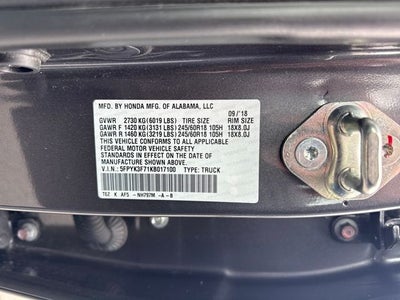 MFD. BY HONDA MFG. OF ALABAMA, LLC
09/'18
GVWR 2730 KG(6019 LBS) TIRE SIZE RIM SIZE
GAWR F 1420 KG(3131 LBS) 245/60R18 105H 18X8.0J
GAWR R 1460 KG(3219 LBS) 245/60R18 105H 18X8.0J
THIS VEHICLE CONFORMS TO ALL APPLICABLE
FEDERAL MOTOR VEHICLE SAFETY
STANDARDS IN EFFECT ON THE DATE OF
MANUFACTURE SHOWN ABOVE.
V.I.N.: 5FPYK3F71KB017100 TYPE: TRUCK
T6Z K AFS -NH797M -A -B